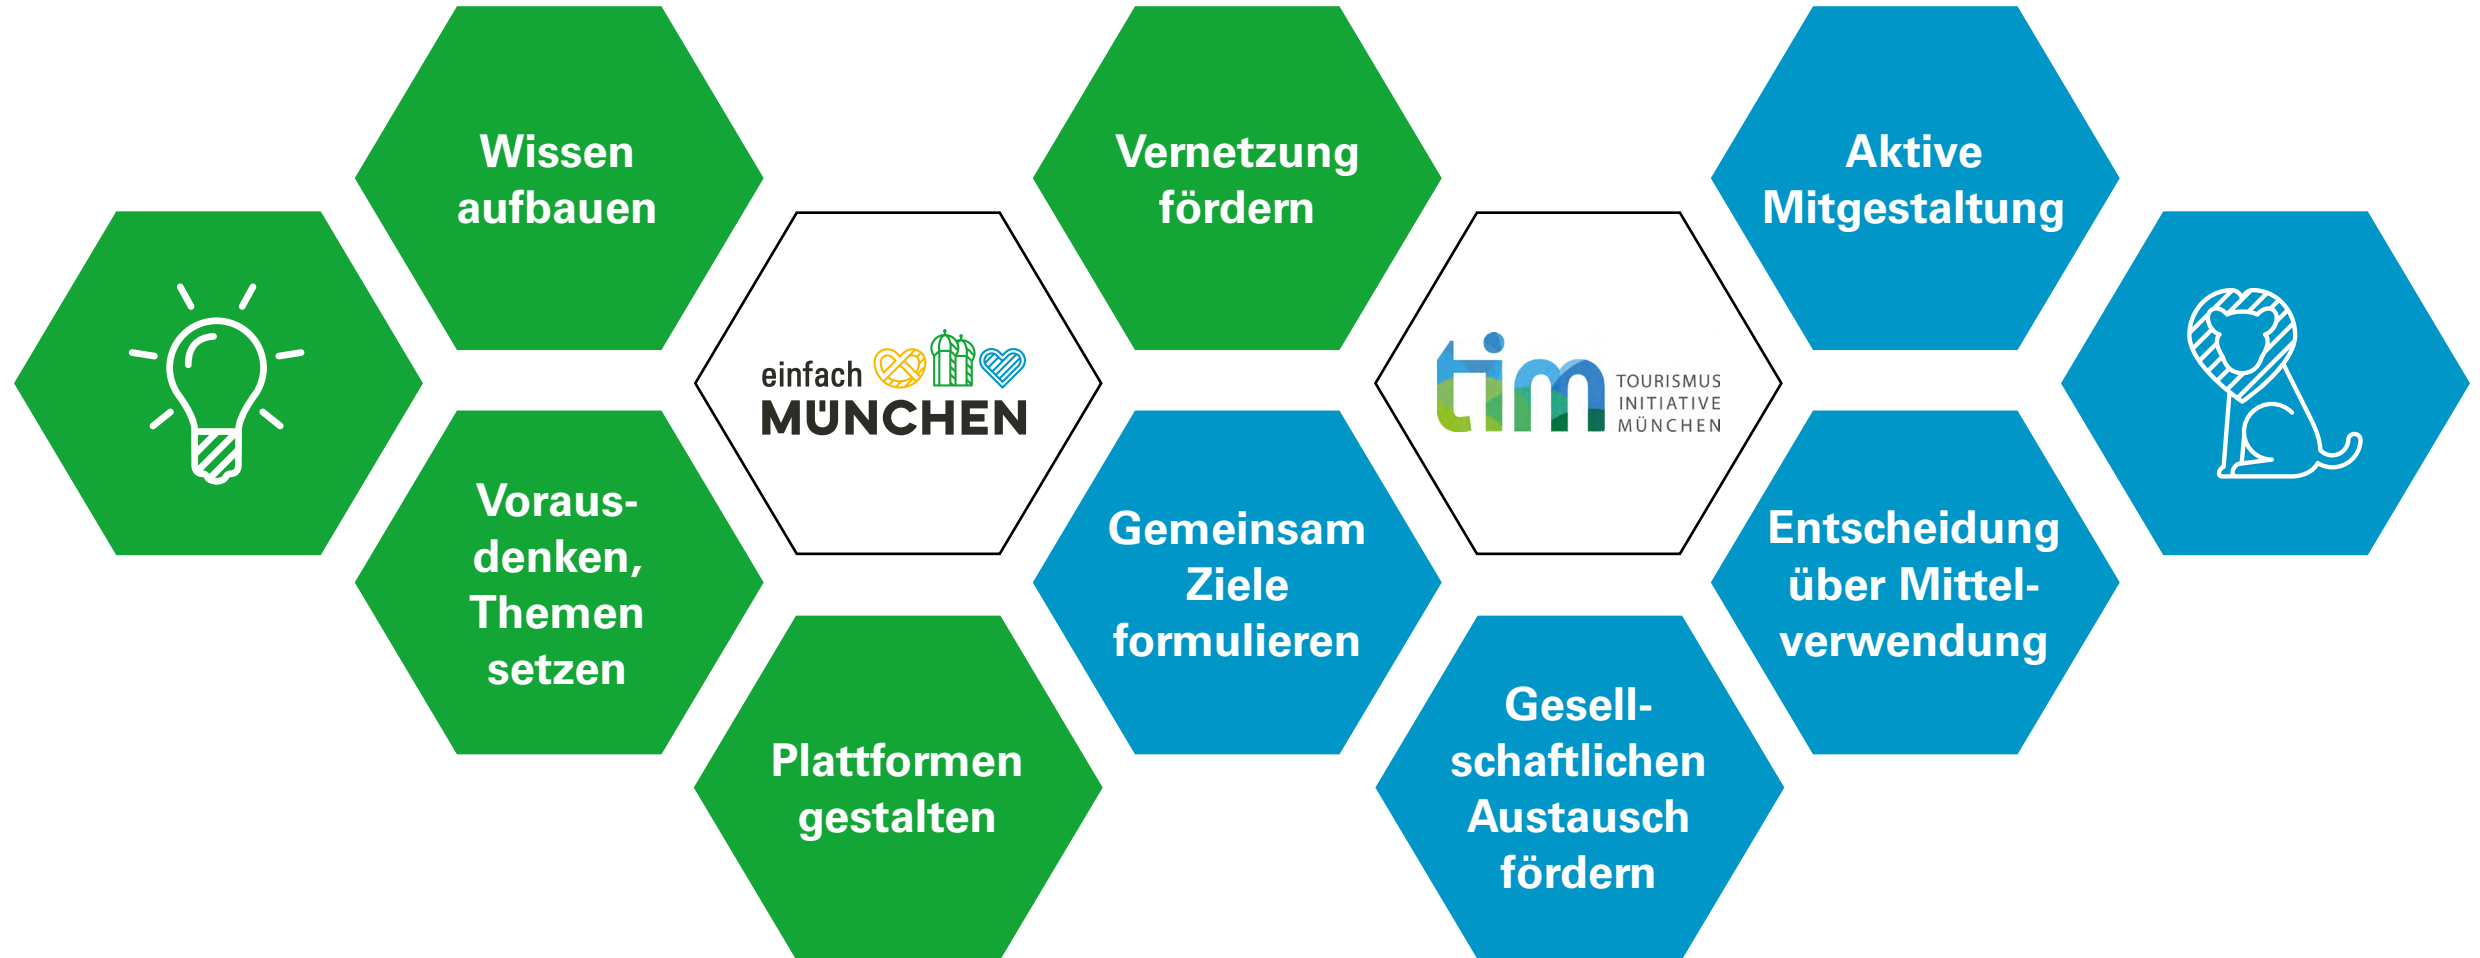 Wissen
aufbauen
Voraus-
denken,
Themen
setzen
einfach
MÜNCHEN
Plattformen
gestalten
Vernetzung
fördern
Gemeinsam
Ziele
formulieren
tim
TOURISMUS
INITIATIVE
MÜNCHEN
Gesell-
schaftlichen
Austausch
fördern
Aktive
Mitgestaltung
Entscheidung
über Mittel-
verwendung